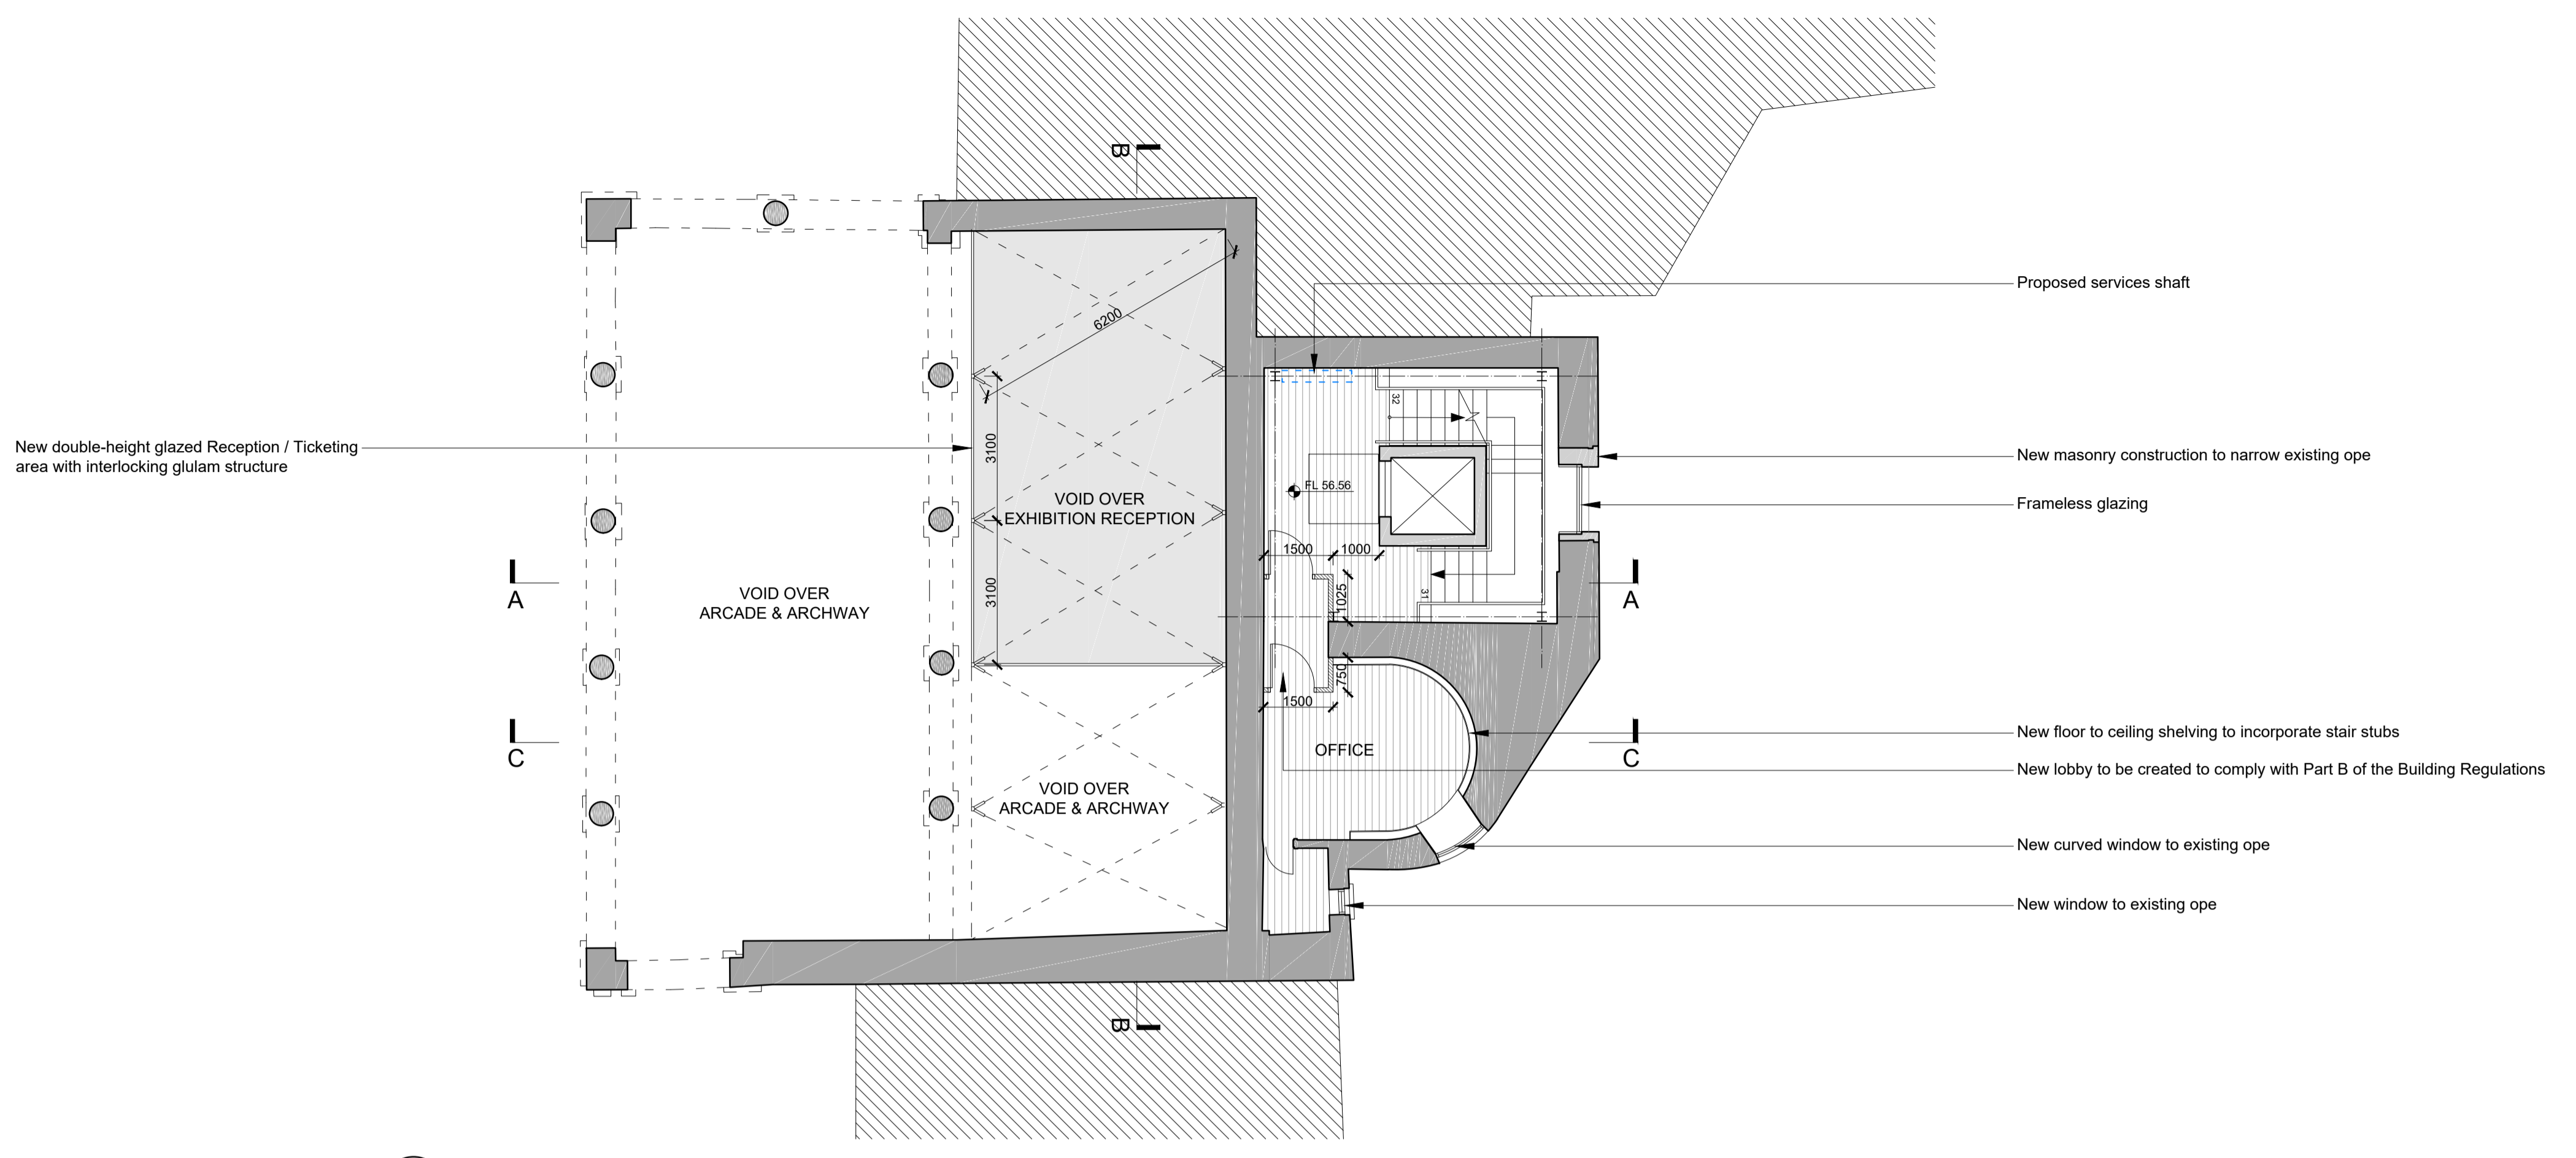 B
Proposed services shaft
6200
32
New double-height glazed Reception / Ticketing
area with interlocking glulam structure
3100
New masonry construction to narrow existing ope
FL 56.56
VOID OVER
EXHIBITION RECEPTION
Frameless glazing
1500
1000
A
VOID OVER
ARCADE & ARCHWAY
3100
1025
31
A
750
1500
C
OFFICE
New floor to ceiling shelving to incorporate stair stubs
C
New lobby to be created to comply with Part B of the Building Regulations
VOID OVER
ARCADE & ARCHWAY
New curved window to existing ope
New window to existing ope
B